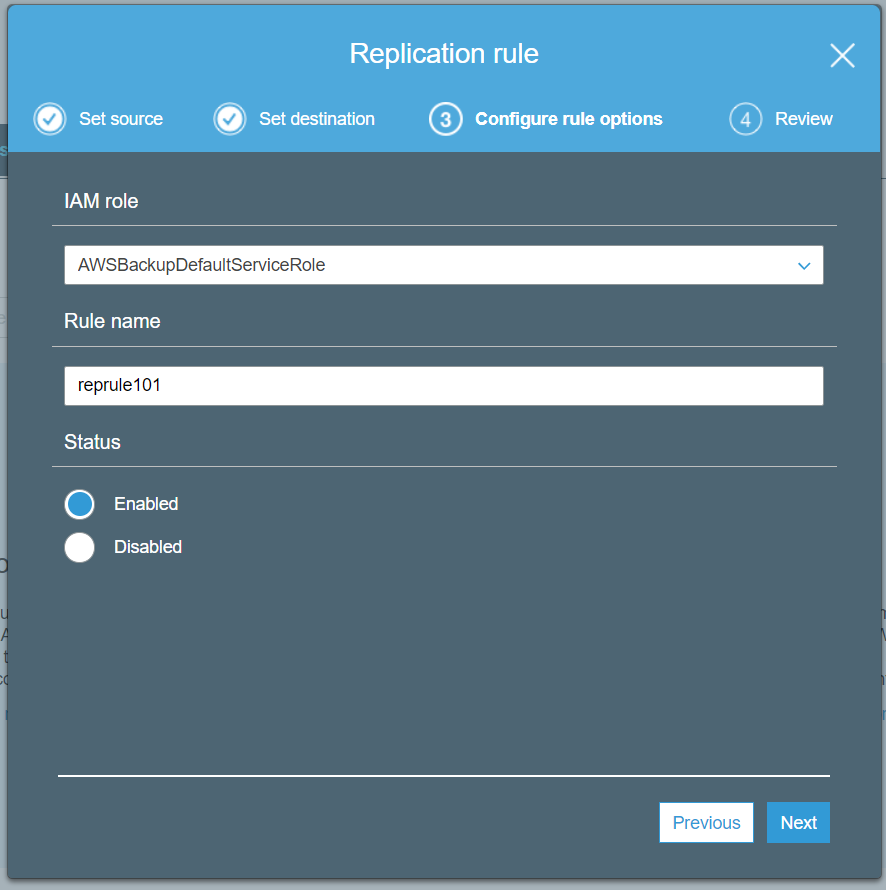 Replication rule
Set source
Set destination
3 Configure rule options
4 Review
IAM role
AWSBackupDefaultServiceRole
Rule name
reprule101
Status
Enabled
Disabled
Previous Next